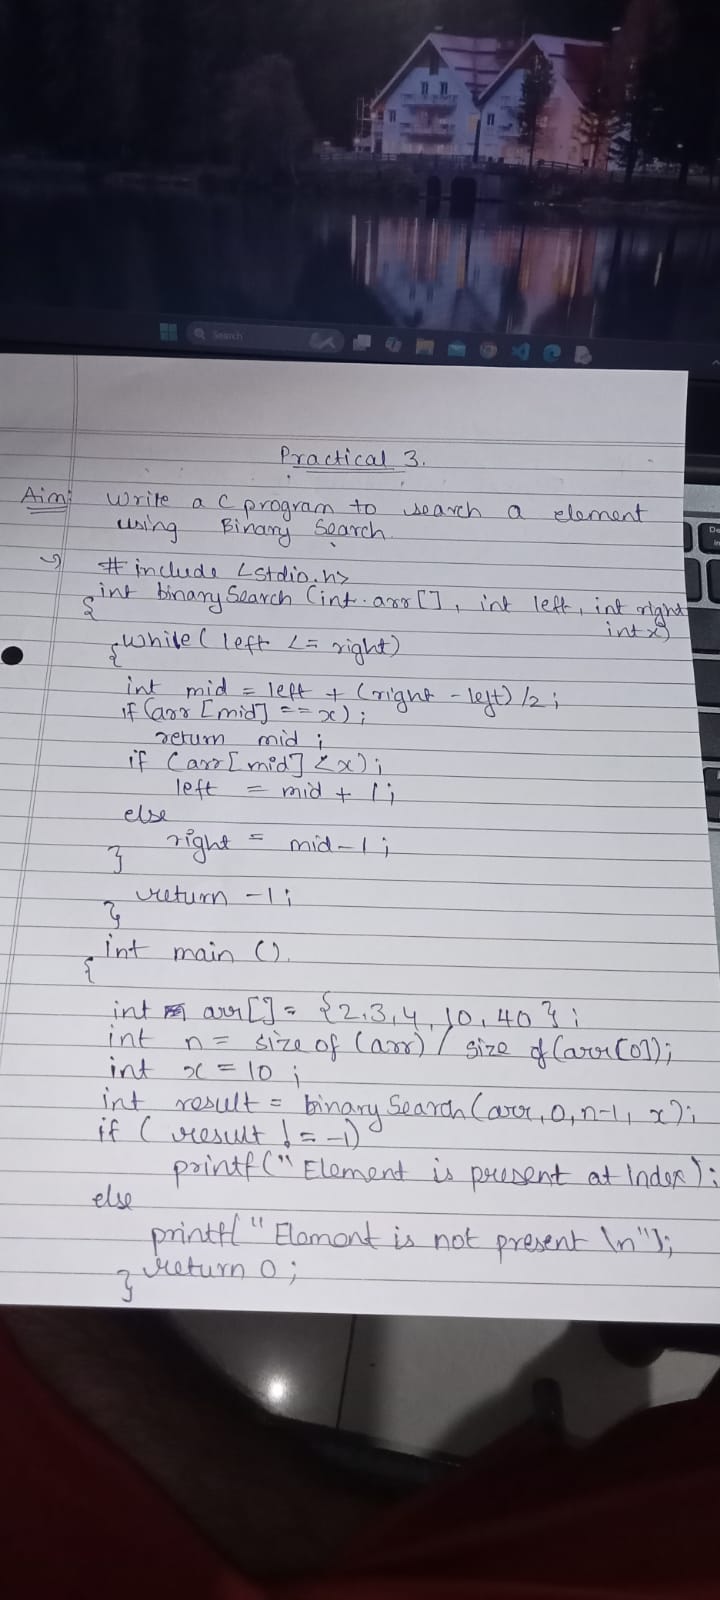 Search
Practical 3.
Aim: Write a C program to search a element
using Binary Search.
# include <stdio.h>
int binarySearch (int arr[], int left, int right
int x)
{
while ( left <= right)
{
int mid = left + (right - left) /2 ;
if (arr [mid] == x) ;
return mid ;
if (arr[mid] < x) ;
left = mid + 1 ;
else
right = mid-1 ;
}
return -1 ;
}
int main ()
{
int arr[] = {2,3,4,10,40} ;
int n = size of (arr) / size of (arr[0]);
int x = 10 ;
int result = binarySearch (arr, 0, n-1, x);
if ( result != -1)
printf (" Element is present at Index ) ;
else
printf( " Element is not present \n" );
return 0 ;
}